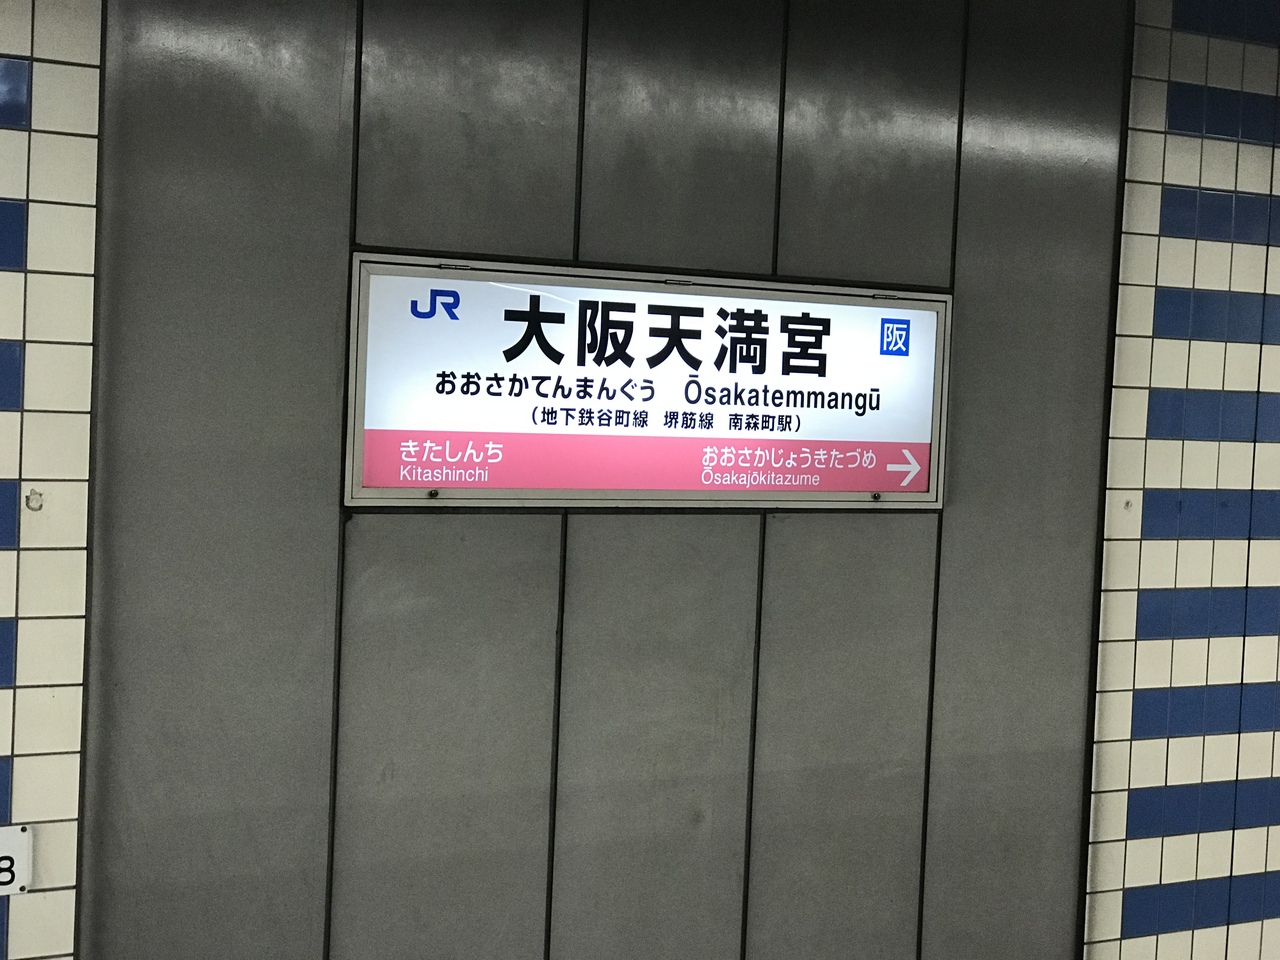 JR 大阪天満宮 阪
おおさかてんまんぐう Ōsakatemmangū
（地下鉄谷町線 堺筋線 南森町駅）
きたしんち おおさかじょうきたづめ →
Kitashinchi Ōsakajōkitazume
8